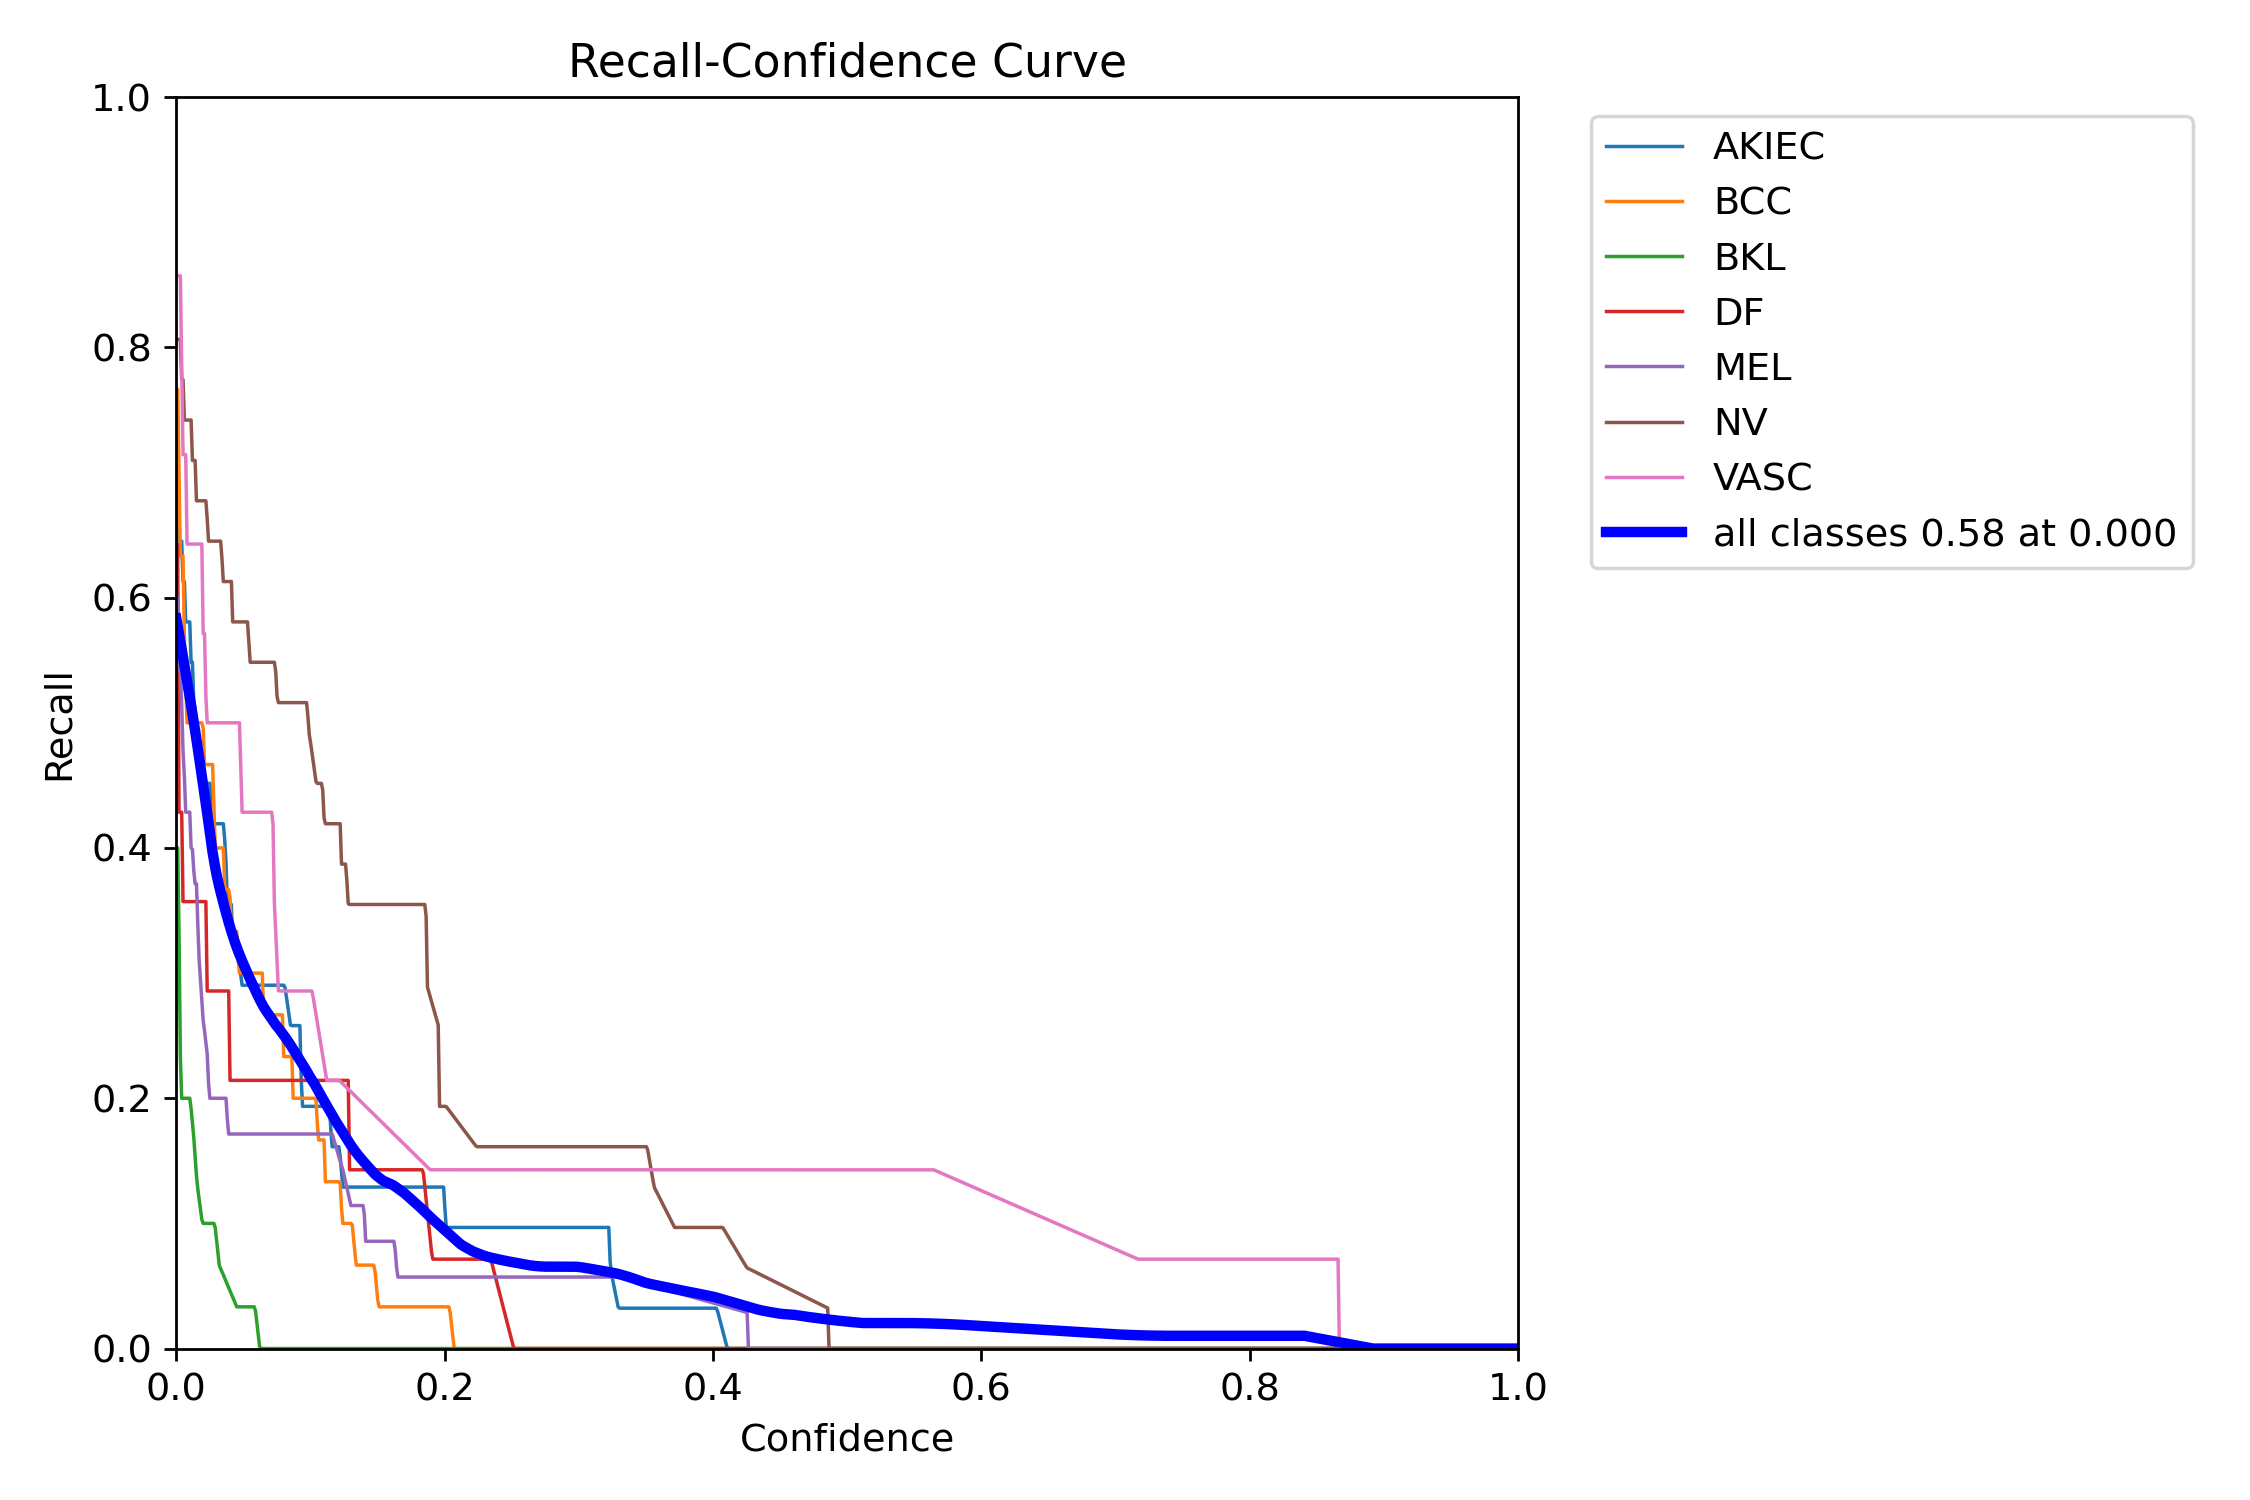 Recall-Confidence Curve
1.0
0.8
0.6
0.4
0.2
0.0
Recall
0.0 0.2 0.4 0.6 0.8 1.0
Confidence
AKIEC
BCC
BKL
DF
MEL
NV
VASC
all classes 0.58 at 0.000